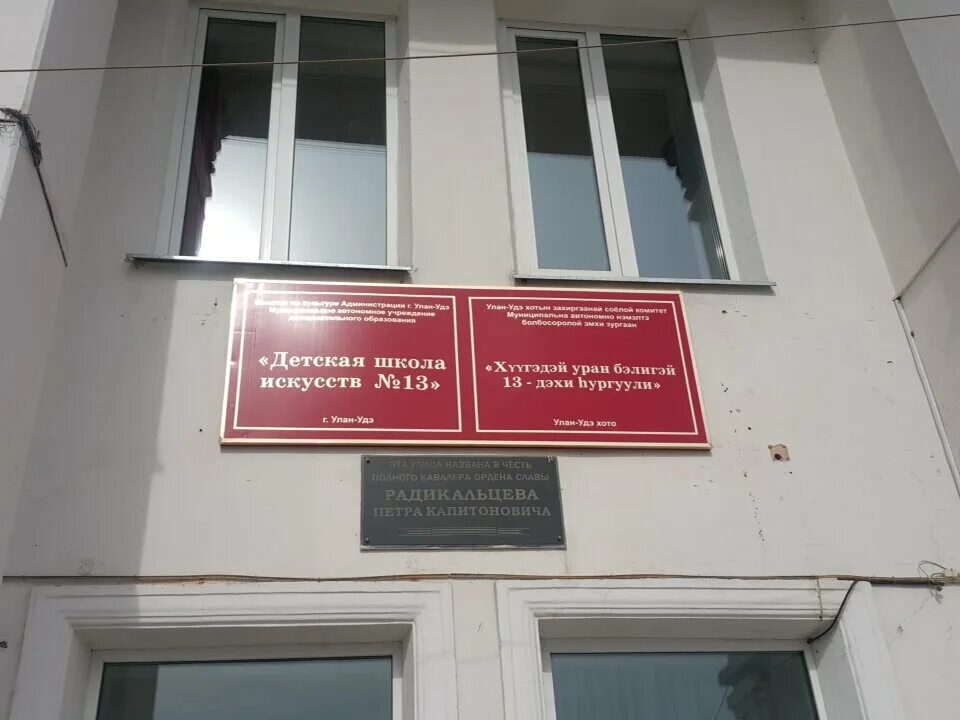 Комитет по культуре Администрации г. Улан-Удэ
Муниципальное автономное учреждение
дополнительного образования
«Детская школа
искусств №13»
г. Улан-Удэ
Улан-Удэ хотын захиргаанай соёлой комитет
Муниципальна автономно нэмэлтэ
болбосоролой эмхи зургаан
«Хүүгэдэй уран бэлигэй
13 - дэхи һургуули»
Улан-Удэ хото
ЭТА УЛИЦА НАЗВАНА В ЧЕСТЬ
ПОЛНОГО КАВАЛЕРА ОРДЕНА СЛАВЫ
РАДИКАЛЬЦЕВА
ПЕТРА КАПИТОНОВИЧА